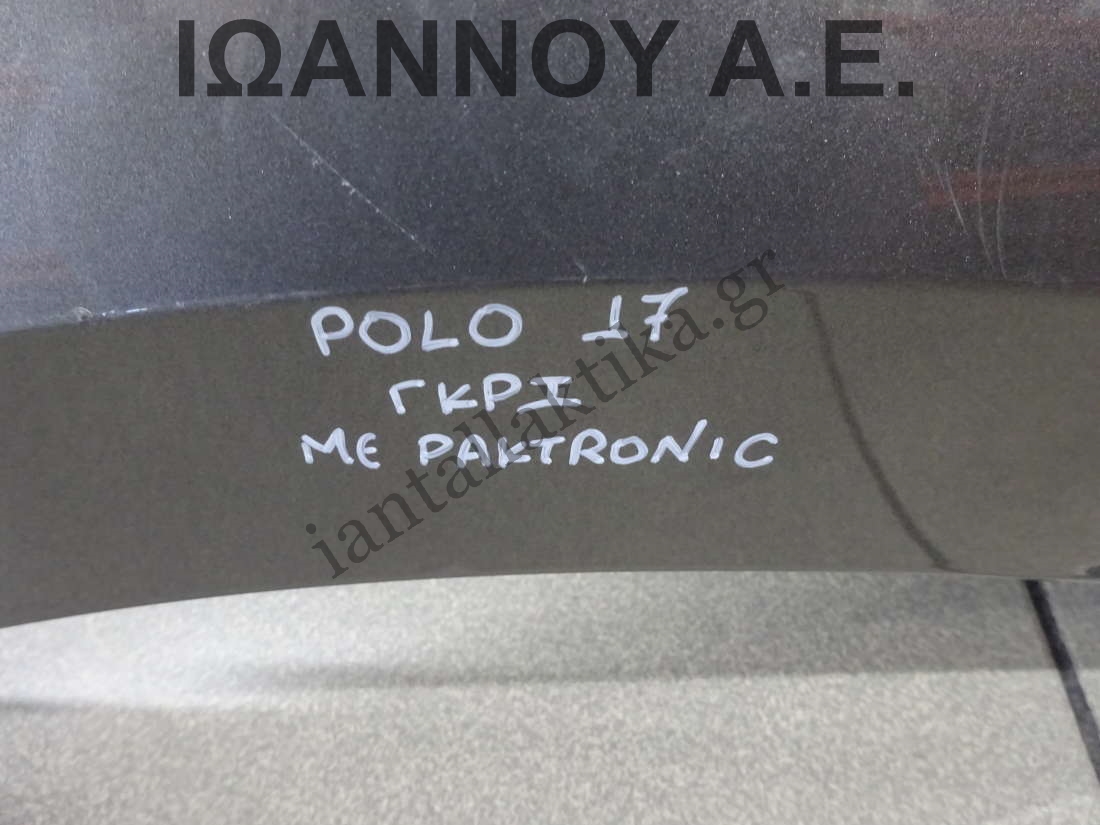 ΙΩΑΝΝΟΥ Α.Ε.
POLO 17
ΓΚΡΙ
ΜΕ PAKTRONIC
iantallaktika.gr